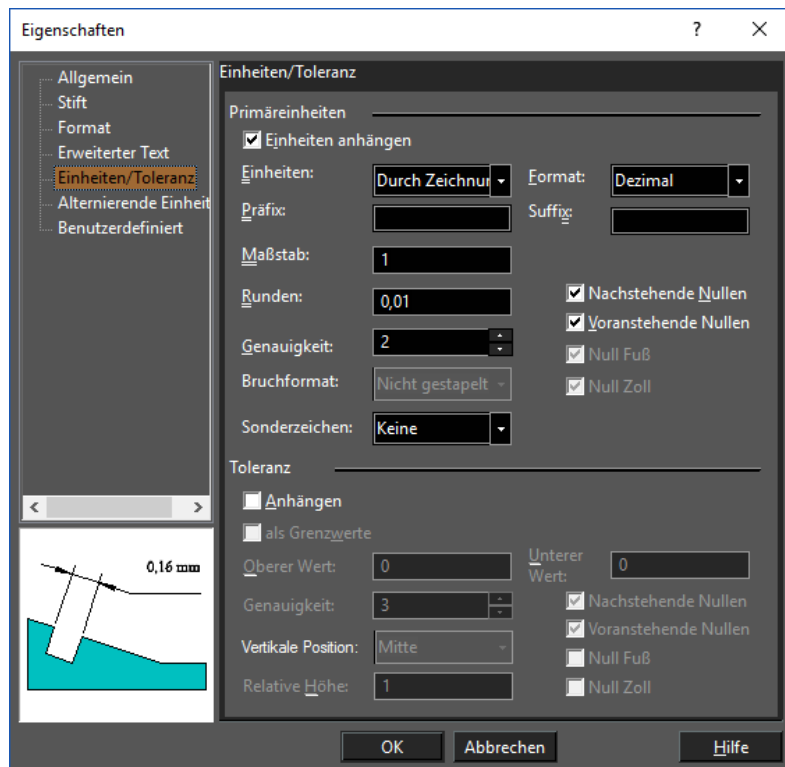 Eigenschaften
?
Allgemein
Stift
Format
Erweiterter Text
Einheiten/Toleranz
Alternierende Einheit
Benutzerdefiniert
0,16 mm
Einheiten/Toleranz
Primäreinheiten
Einheiten anhängen
Einheiten: Durch Zeichnur Format: Dezimal
Präfix: Suffix:
Maßstab: 1
Runden: 0,01 Nachstehende Nullen
Voranstehende Nullen
Genauigkeit: 2
Null Fuß
Bruchformat: Nicht gestapelt Null Zoll
Sonderzeichen: Keine
Toleranz
Anhängen
als Grenzwerte
Oberer Wert: 0 Unterer Wert: 0
Genauigkeit: 3 Nachstehende Nullen
Voranstehende Nullen
Vertikale Position: Mitte Null Fuß
Relative Höhe: 1 Null Zoll
OK Abbrechen Hilfe